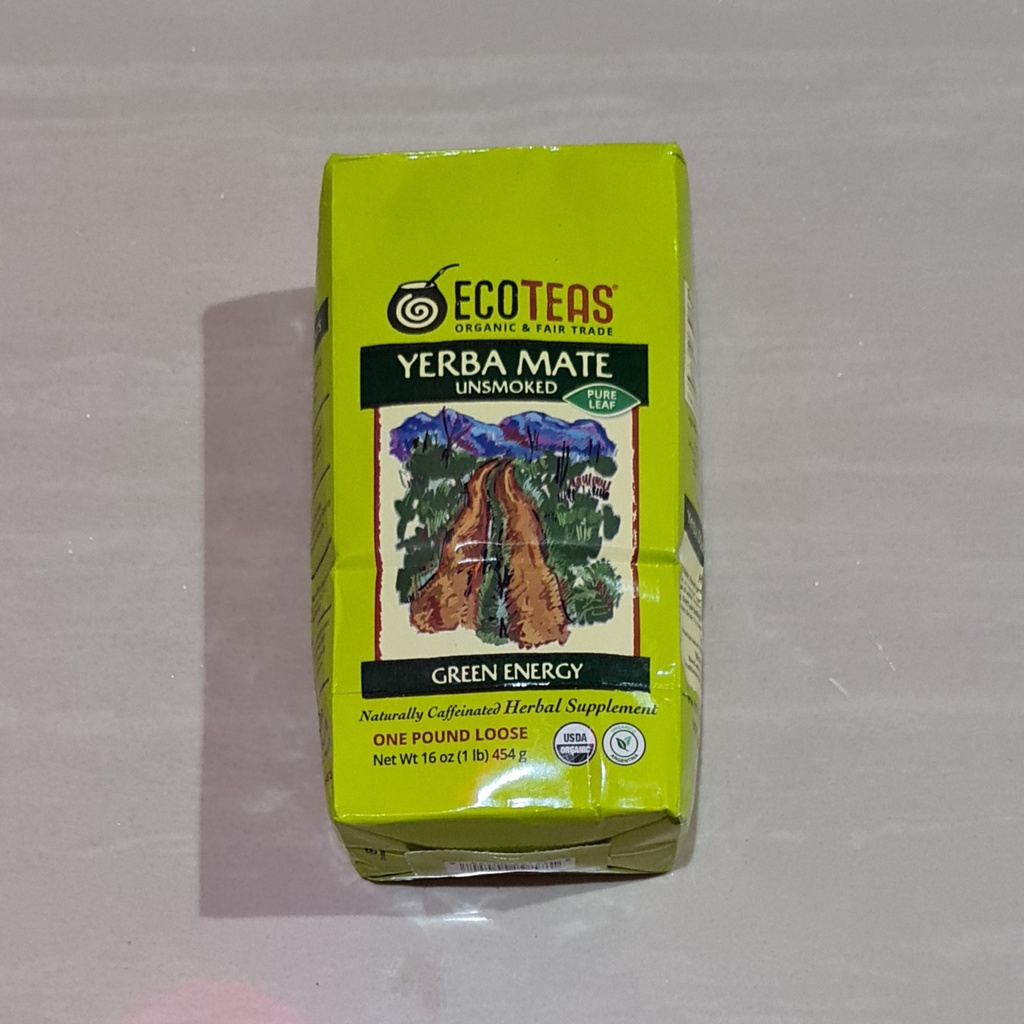 ECOTEAS®
ORGANIC & FAIR TRADE
YERBA MATE
UNSMOKED
PURE
LEAF
GREEN ENERGY
Naturally Caffeinated Herbal Supplement
ONE POUND LOOSE
Net Wt 16 oz (1 lb) 454 g
USDA
ORGANIC
ARGENTINA